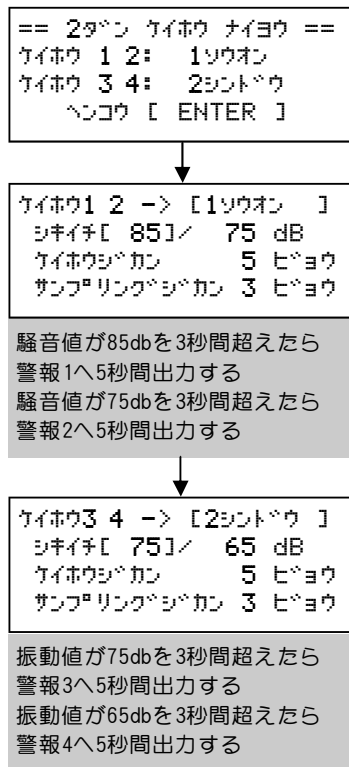 == 2ダン ケイホウ ナイヨウ ==
ケイホウ 1 2: 1ソウオン
ケイホウ 3 4: 2シンドウ
ヘンコウ [ ENTER ]
ケイホウ1 2 -> [1ソウオン ]
シキイチ[ 85]/ 75 dB
ケイホウジカン 5 ビョウ
サンプリングジカン 3 ビョウ
騒音値が85dbを3秒間超えたら
警報1へ5秒間出力する
騒音値が75dbを3秒間超えたら
警報2へ5秒間出力する
ケイホウ3 4 -> [2シンドウ ]
シキイチ[ 75]/ 65 dB
ケイホウジカン 5 ビョウ
サンプリングジカン 3 ビョウ
振動値が75dbを3秒間超えたら
警報3へ5秒間出力する
振動値が65dbを3秒間超えたら
警報4へ5秒間出力する